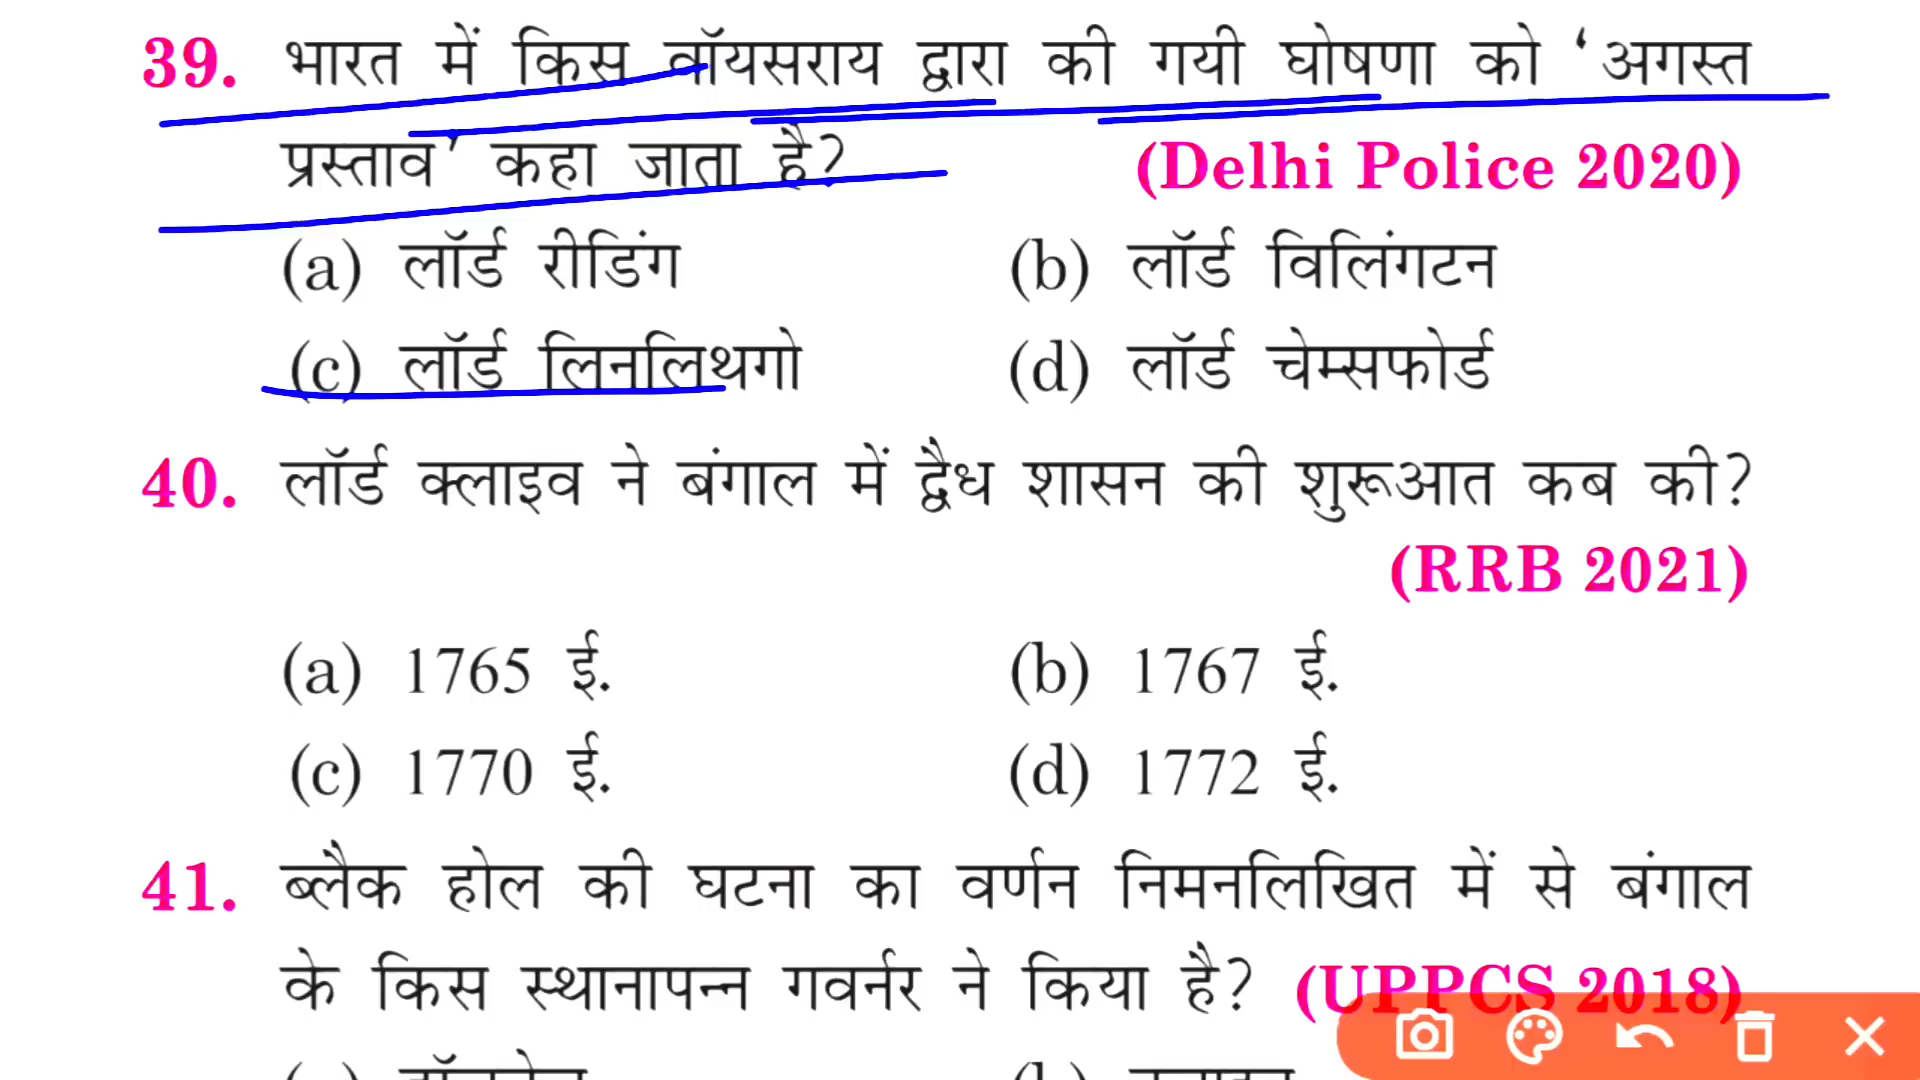 39. भारत में किस वॉयसराय द्वारा की गयी घोषणा को ‘अगस्त
प्रस्ताव’ कहा जाता है? (Delhi Police 2020)
(a) लॉर्ड रीडिंग (b) लॉर्ड विलिंगटन
(c) लॉर्ड लिनलिथगो (d) लॉर्ड चेम्सफोर्ड
40. लॉर्ड क्लाइव ने बंगाल में द्वैध शासन की शुरूआत कब की?
(RRB 2021)
(a) 1765 ई. (b) 1767 ई.
(c) 1770 ई. (d) 1772 ई.
41. ब्लैक होल की घटना का वर्णन निमनलिखित में से बंगाल
के किस स्थानापन्न गवर्नर ने किया है? (UPPCS 2018)